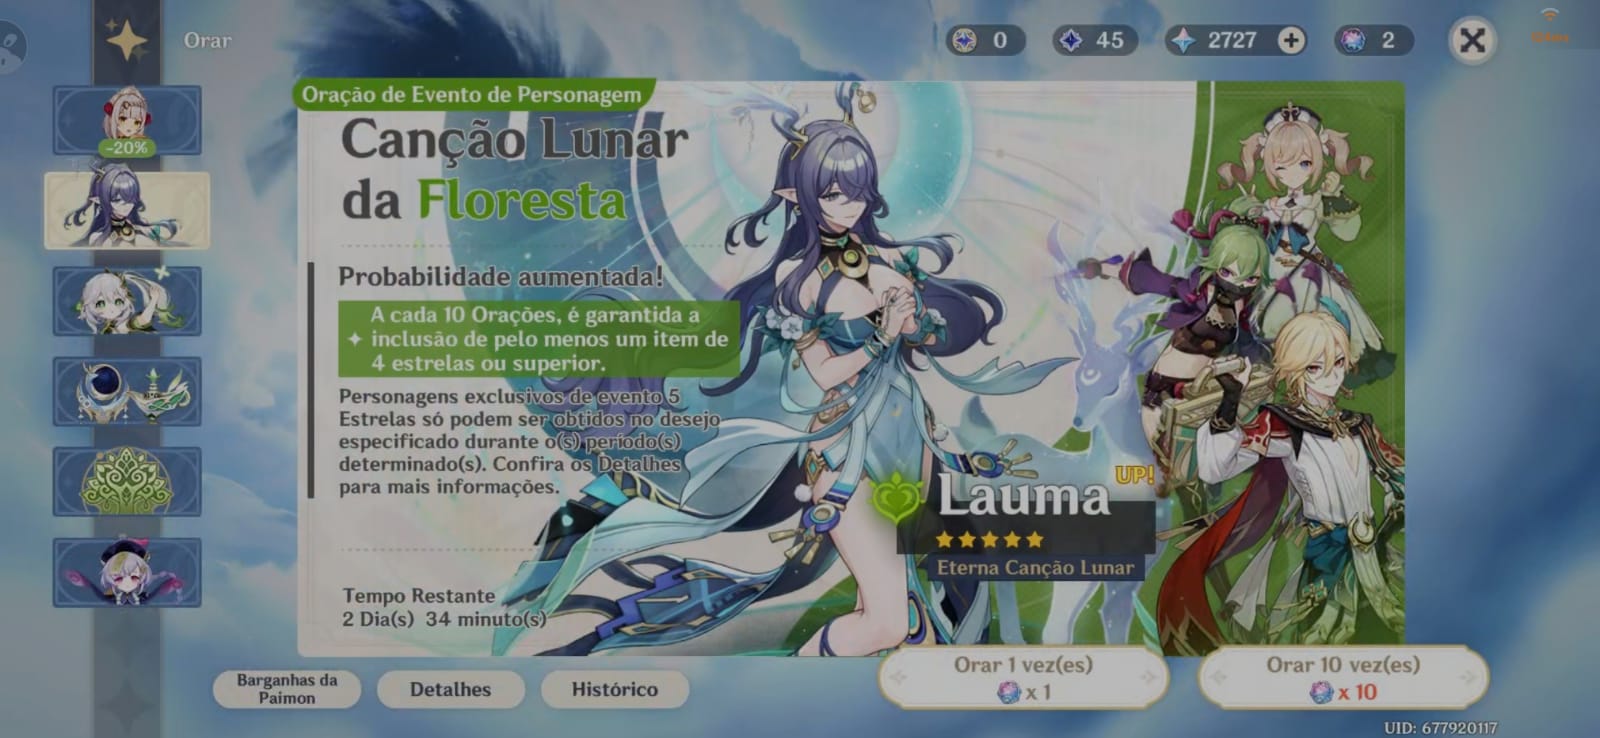 Orar
0
45
2727
2
-20%
Oração de Evento de Personagem
Canção Lunar
da Floresta
Probabilidade aumentada!
A cada 10 Orações, é garantida a
inclusão de pelo menos um item de
4 estrelas ou superior.
Personagens exclusivos de evento 5
Estrelas só podem ser obtidos no desejo
especificado durante o(s) período(s)
determinado(s). Confira os Detalhes
para mais informações.
Tempo Restante
2 Dia(s) 34 minuto(s)
Lauma
UP!
Eterna Canção Lunar
Barganhas da
Paimon
Detalhes
Histórico
Orar 1 vez(es)
x 1
Orar 10 vez(es)
x 10
UID: 677920117